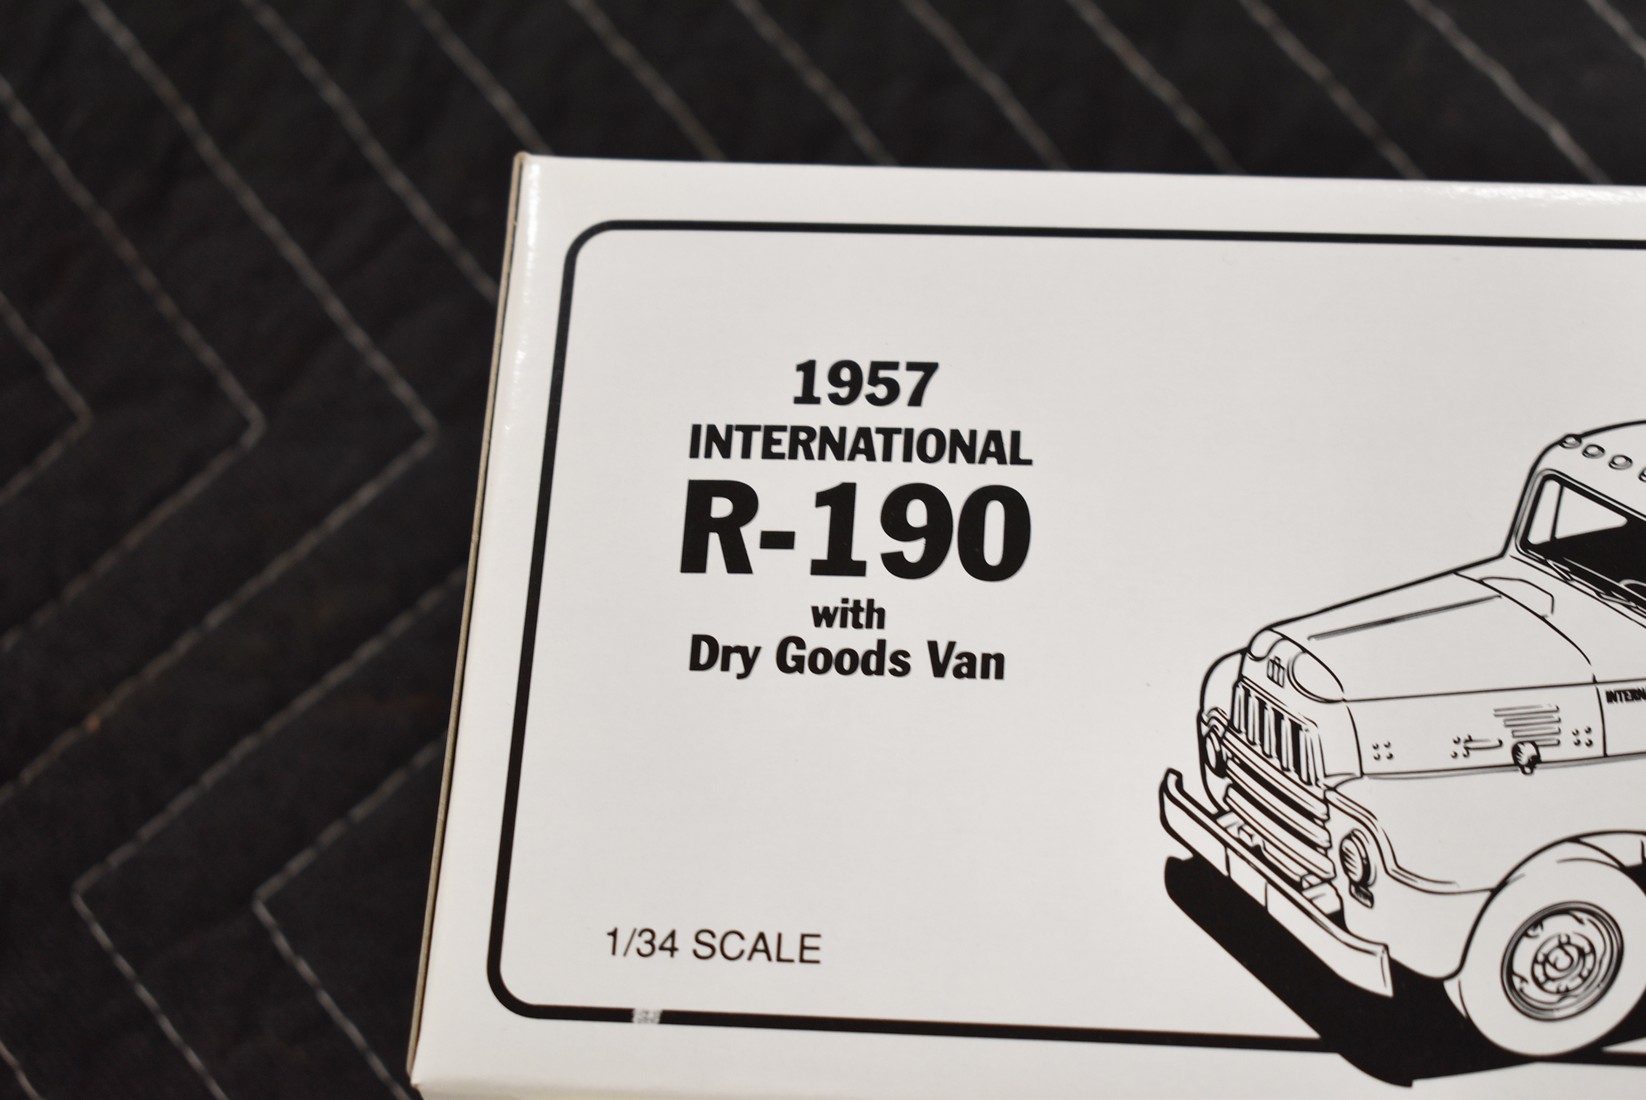 1957
INTERNATIONAL
R-190
with
Dry Goods Van
1/34 SCALE